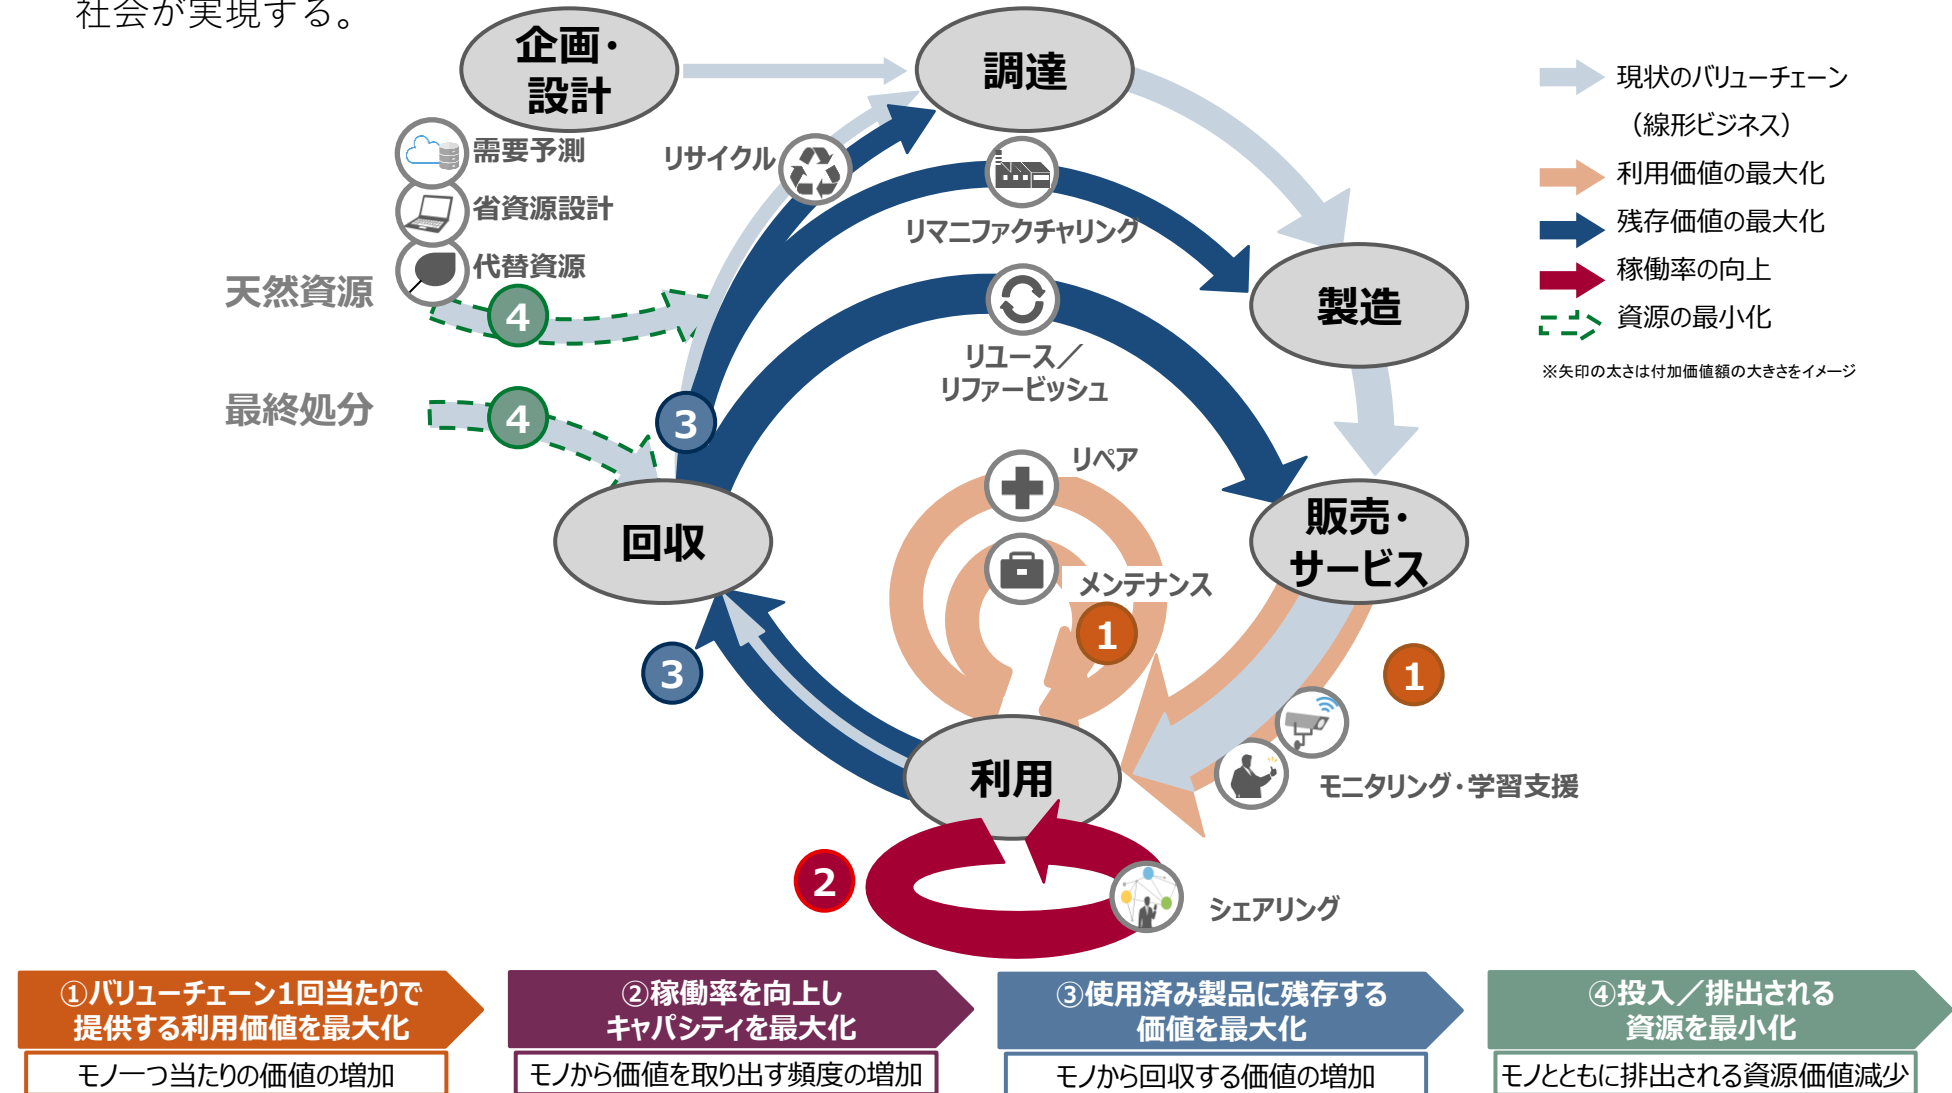 社会が実現する。
企画・
設計
調達
現状のバリューチェーン
（線形ビジネス）
利用価値の最大化
残存価値の最大化
稼働率の向上
資源の最小化
※矢印の太さは付加価値額の大きさをイメージ
需要予測
省資源設計
代替資源
リサイクル
リマニファクチャリング
天然資源
4
製造
リユース／
リファービッシュ
最終処分
4
3
リペア
回収
販売・
サービス
メンテナンス
1
1
3
利用
モニタリング・学習支援
2
シェアリング
①バリューチェーン1回当たりで
提供する利用価値を最大化
モノ一つ当たりの価値の増加
②稼働率を向上し
キャパシティを最大化
モノから価値を取り出す頻度の増加
③使用済み製品に残存する
価値を最大化
モノから回収する価値の増加
④投入／排出される
資源を最小化
モノとともに排出される資源価値減少